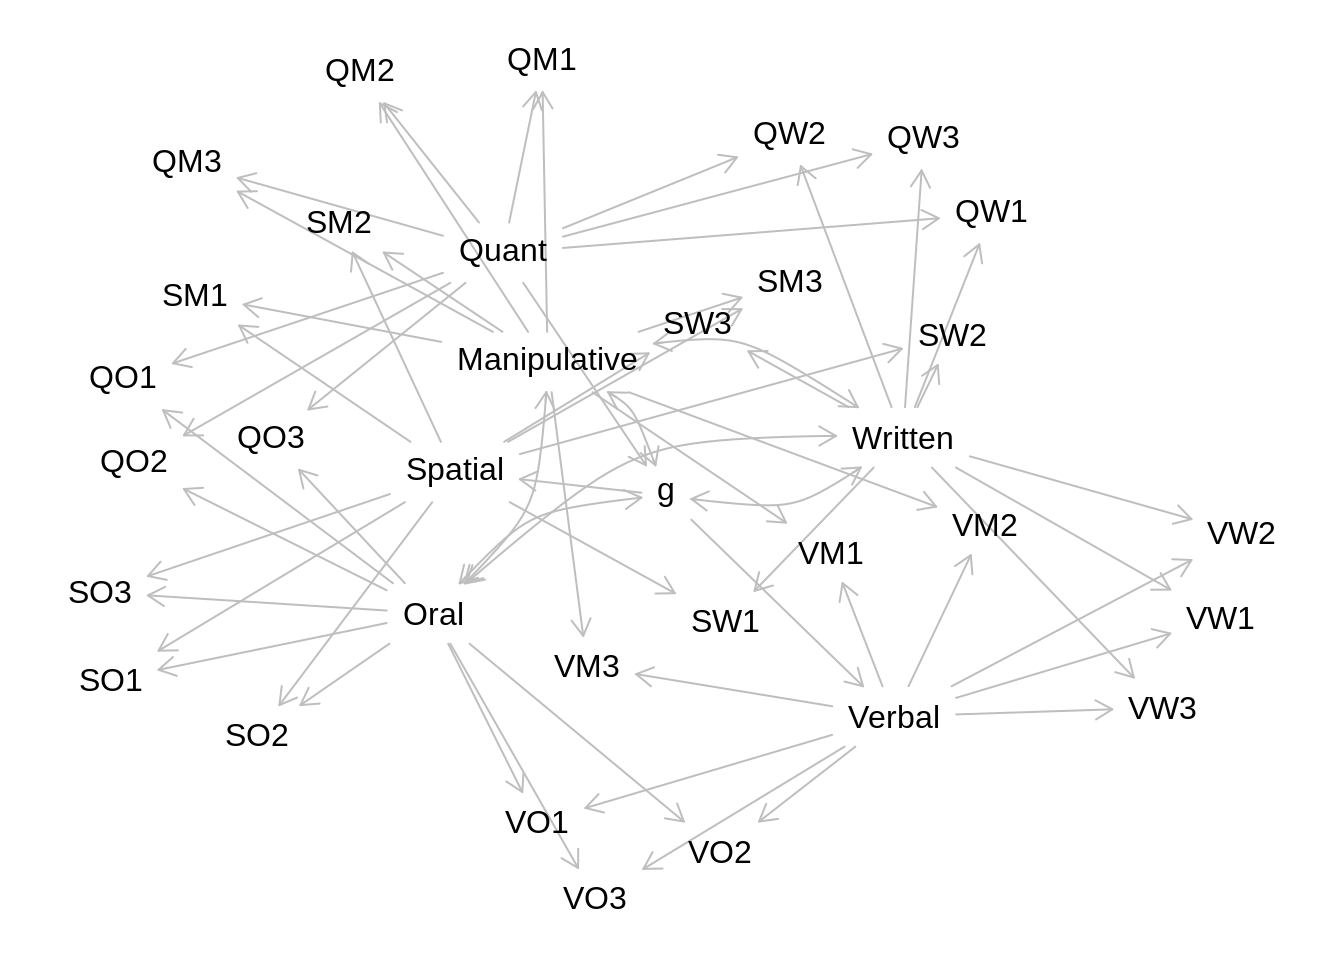 QM1
QM2
QW2
QW3
QM3
QW1
SM2
Quant
SM3
SM1
SW3
SW2
Manipulative
QO1
QO3
Written
QO2
Spatial
g
VM2
VW2
VM1
SO3
Oral
SW1
VW1
VM3
SO1
VW3
Verbal
SO2
VO1
VO2
VO3